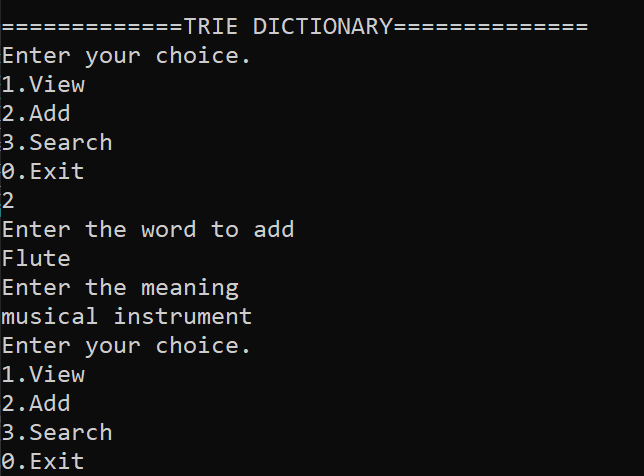 =============TRIE DICTIONARY==============
Enter your choice.
1.View
2.Add
3.Search
0.Exit
2
Enter the word to add
Flute
Enter the meaning
musical instrument
Enter your choice.
1.View
2.Add
3.Search
0.Exit